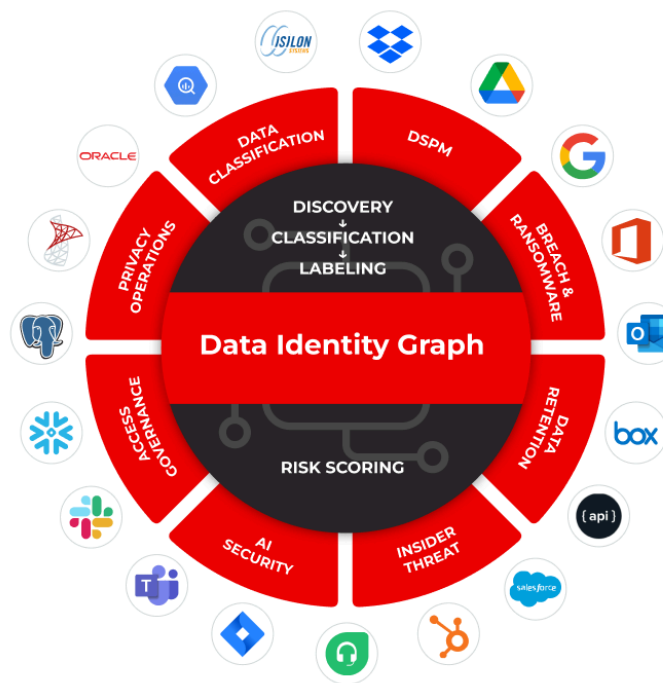 ISILON
SYSTEMS
ORACLE
DATA
CLASSIFICATION
DSPM
PRIVACY
OPERATIONS
BREACH &
RANSOMWARE
DISCOVERY
↓
CLASSIFICATION
↓
LABELING
Data Identity Graph
RISK SCORING
ACCESS
GOVERNANCE
DATA
RETENTION
AI
SECURITY
INSIDER
THREAT
O
box
{api}
salesforce
T